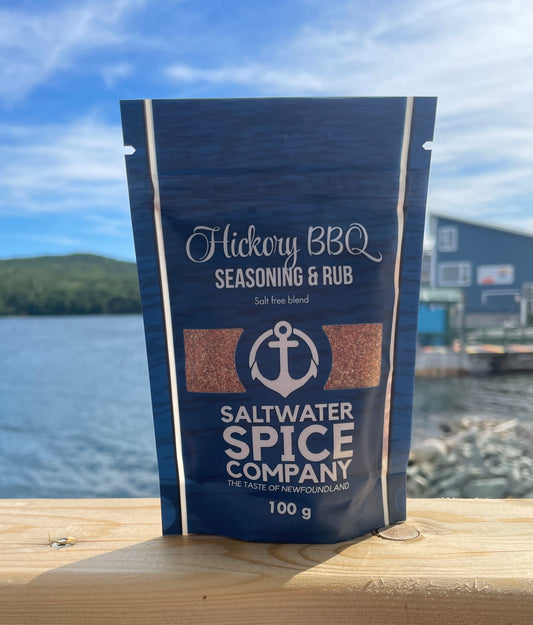 Hickory BBQ
SEASONING & RUB
Salt free blend
SALTWATER
SPICE
COMPANY
THE TASTE OF NEWFOUNDLAND
100 g